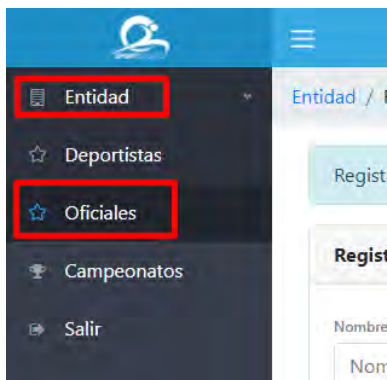 Entidad
Entidad /
Deportistas
Regist
Oficiales
Regist
Campeonatos
Salir
Nombre
Nom